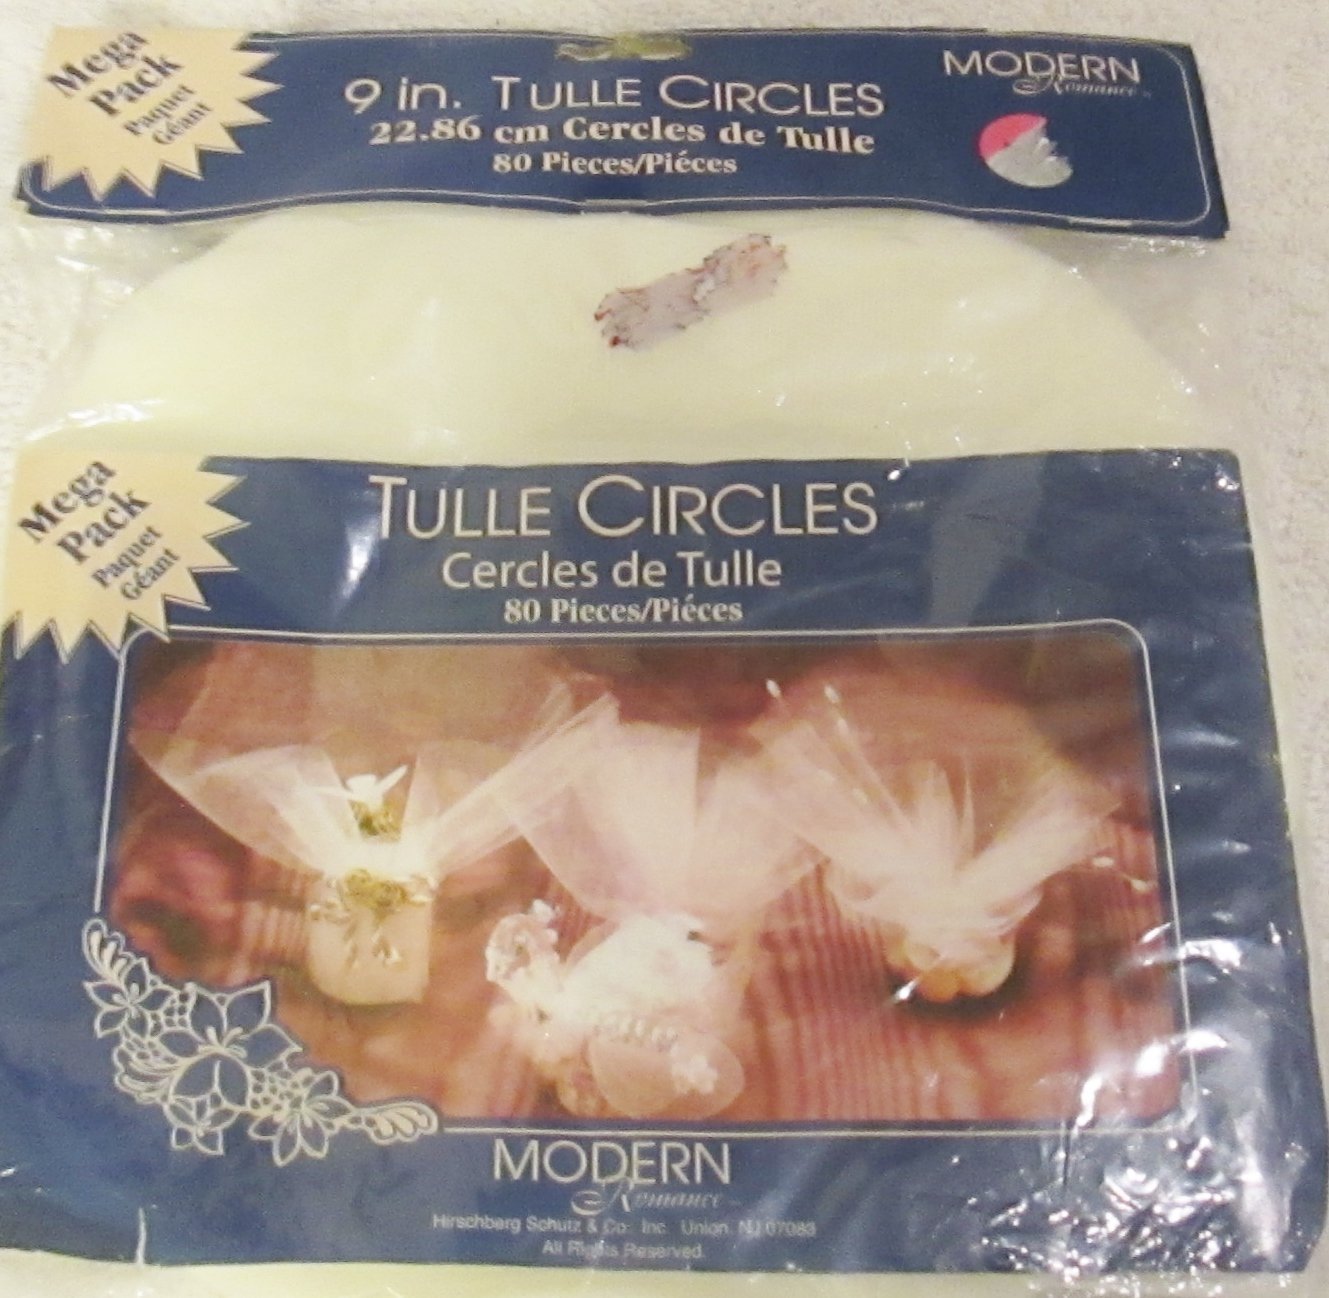 Mega
Pack
Paquet
Géant
9 in. TULLE CIRCLES
22.86 cm Cercles de Tulle
80 Pieces/Piéces
MODERN
Romance
Mega
Pack
Paquet
Géant
TULLE CIRCLES
Cercles de Tulle
80 Pieces/Piéces
MODERN
Romance
Hirschberg Schutz & Co. Inc. Union, NJ 07083
All Rights Reserved.